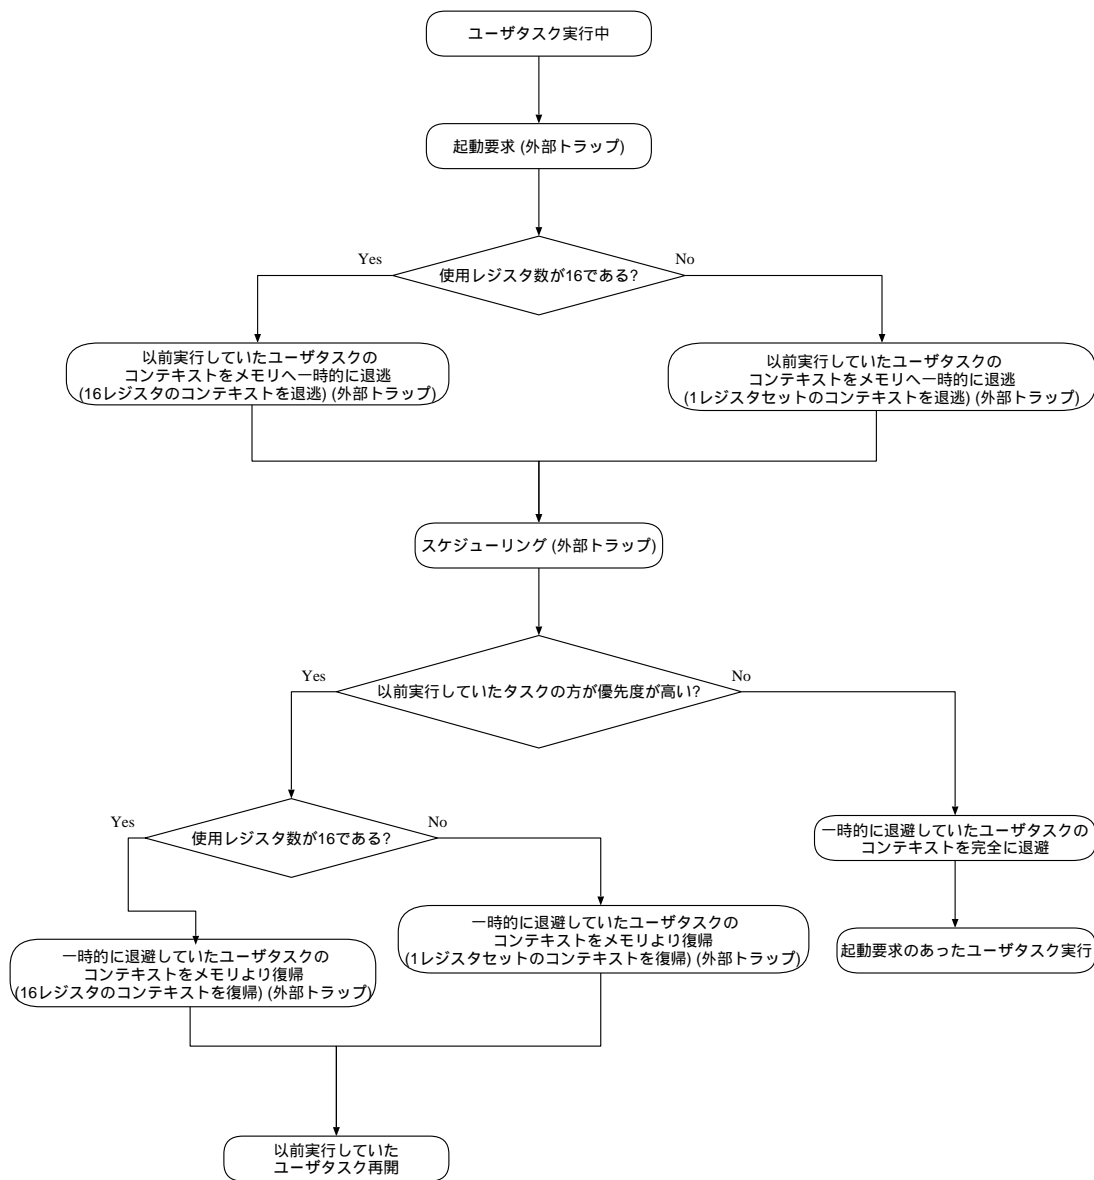 ユーザタスク実行中
起動要求 (外部トラップ)
Yes
No
使用レジスタ数が16である?
以前実行していたユーザタスクの
コンテキストをメモリへ一時的に退逃
(16レジスタのコンテキストを退逃) (外部トラップ)
以前実行していたユーザタスクの
コンテキストをメモリへ一時的に退逃
(1レジスタセットのコンテキストを退逃) (外部トラップ)
スケジューリング (外部トラップ)
Yes
No
以前実行していたタスクの方が優先度が高い?
Yes
No
使用レジスタ数が16である?
一時的に退避していたユーザタスクの
コンテキストを完全に退避
一時的に退避していたユーザタスクの
コンテキストをメモリより復帰
(1レジスタセットのコンテキストを復帰) (外部トラップ)
起動要求のあったユーザタスク実行
一時的に退避していたユーザタスクの
コンテキストをメモリより復帰
(16レジスタのコンテキストを復帰) (外部トラップ)
以前実行していた
ユーザタスク再開